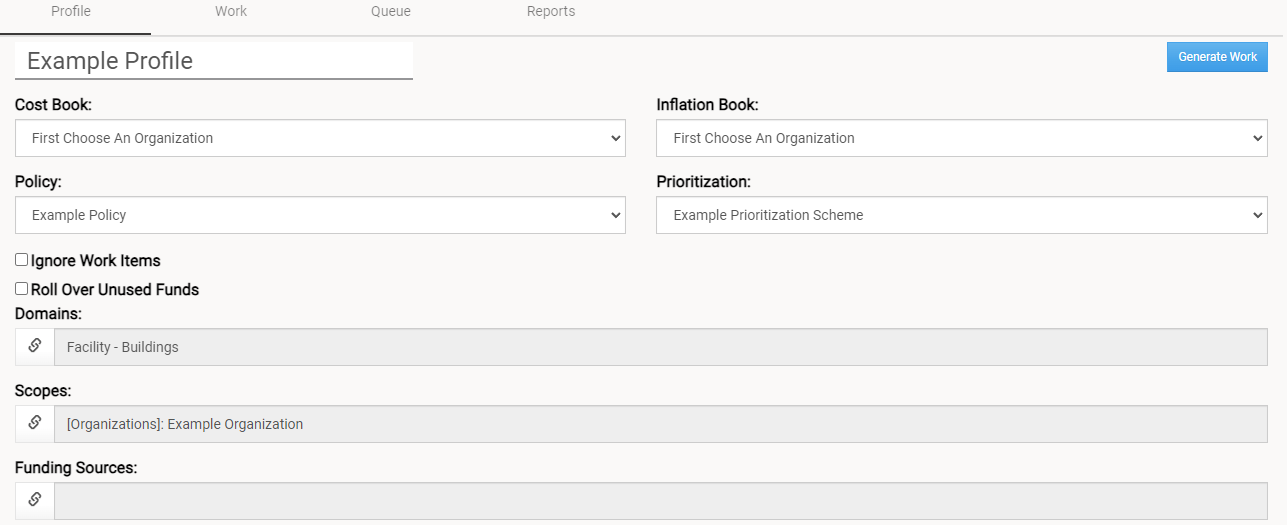 Profile Work Queue Reports
Example Profile
Generate Work
Cost Book: Inflation Book:
First Choose An Organization First Choose An Organization
Policy: Prioritization:
Example Policy Example Prioritization Scheme
Ignore Work Items
Roll Over Unused Funds
Domains:
Facility - Buildings
Scopes:
[Organizations]: Example Organization
Funding Sources: